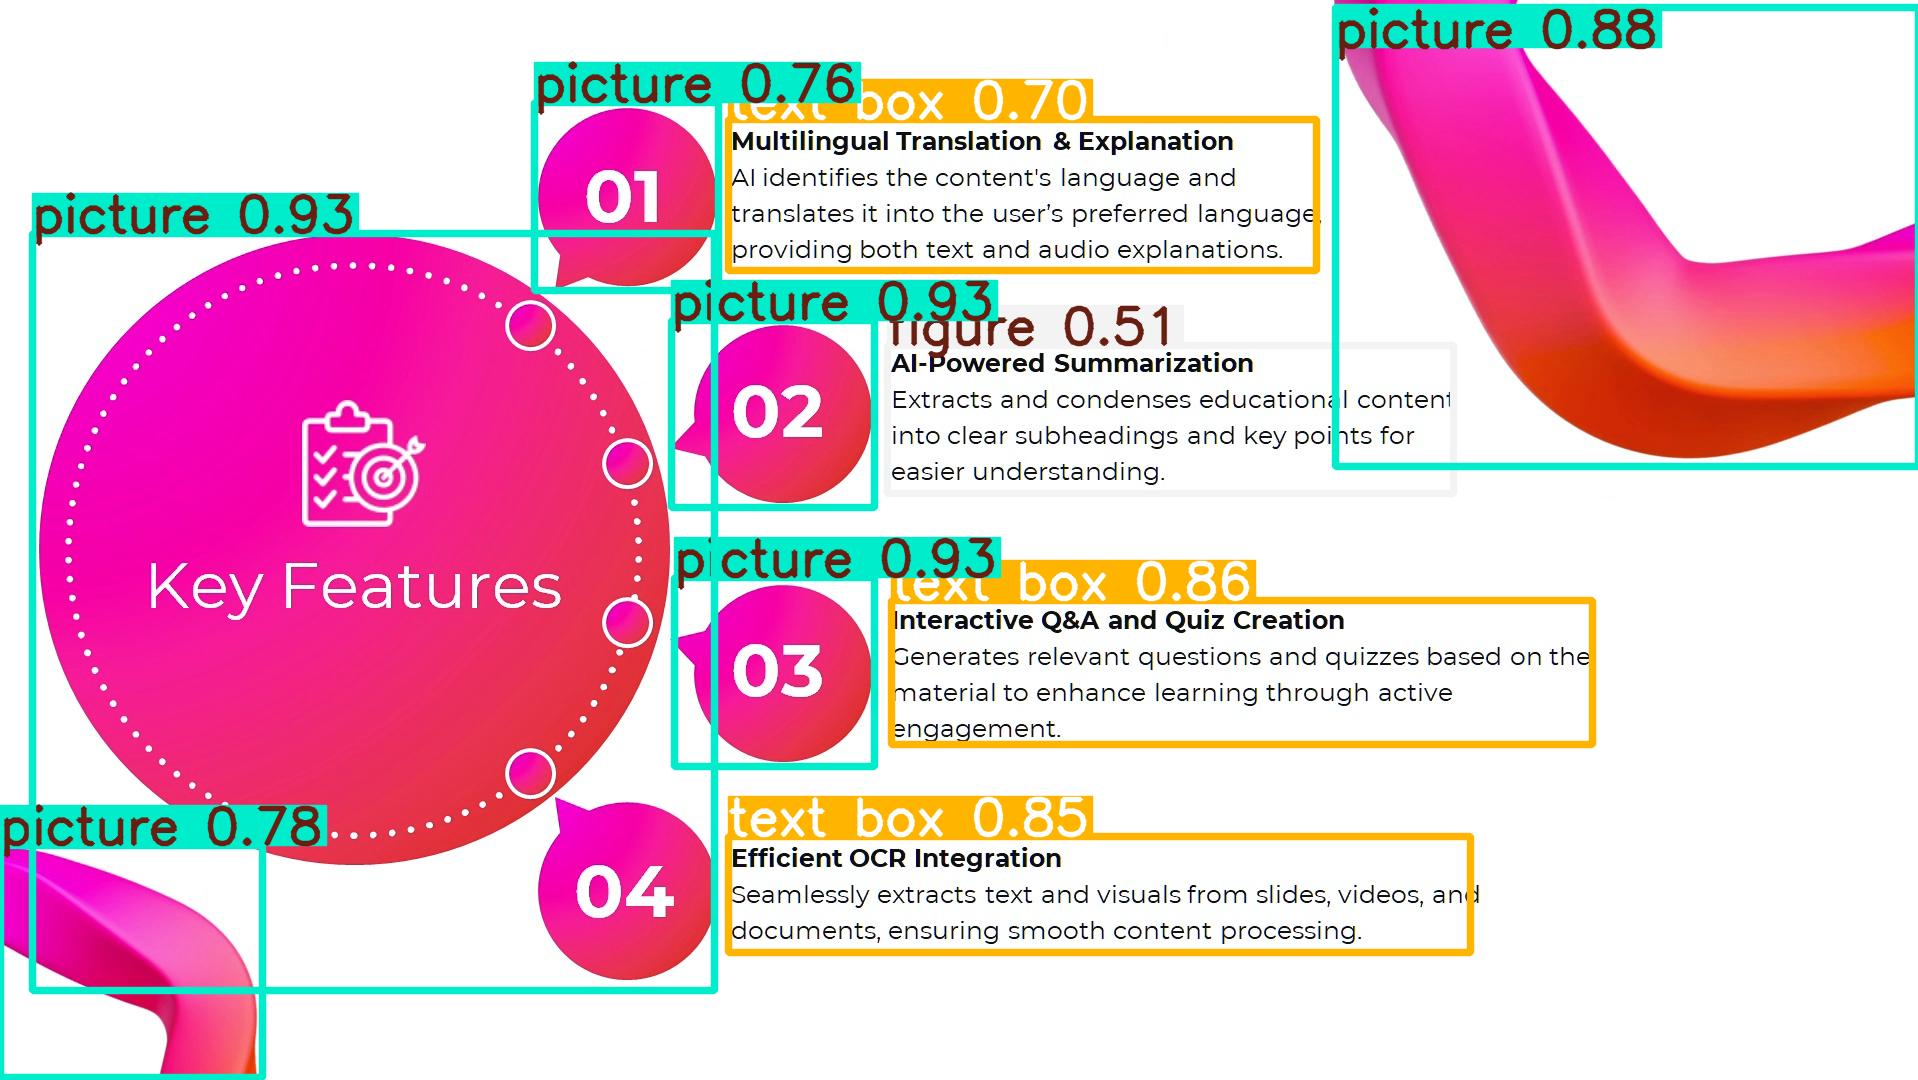 picture 0.88
picture 0.76
text box 0.70
01
Multilingual Translation & Explanation
AI identifies the content's language and
translates it into the user’s preferred language,
providing both text and audio explanations.
picture 0.93
picture 0.93
figure 0.51
02
AI-Powered Summarization
Extracts and condenses educational content
into clear subheadings and key points for
easier understanding.
Key Features
picture 0.93
text box 0.86
03
Interactive Q&A and Quiz Creation
Generates relevant questions and quizzes based on the
material to enhance learning through active
engagement.
picture 0.78
text box 0.85
04
Efficient OCR Integration
Seamlessly extracts text and visuals from slides, videos, and
documents, ensuring smooth content processing.